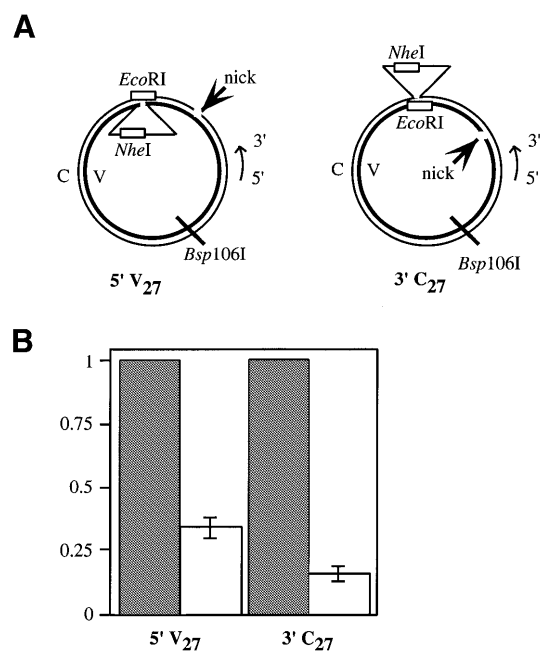 A
EcoRI
nick
NheI
C V
3'
5'
Bsp106I
5' V27
NheI
EcoRI
C V
nick
3'
5'
Bsp106I
3' C27
B
1
0.75
0.5
0.25
0
5' V27
3' C27